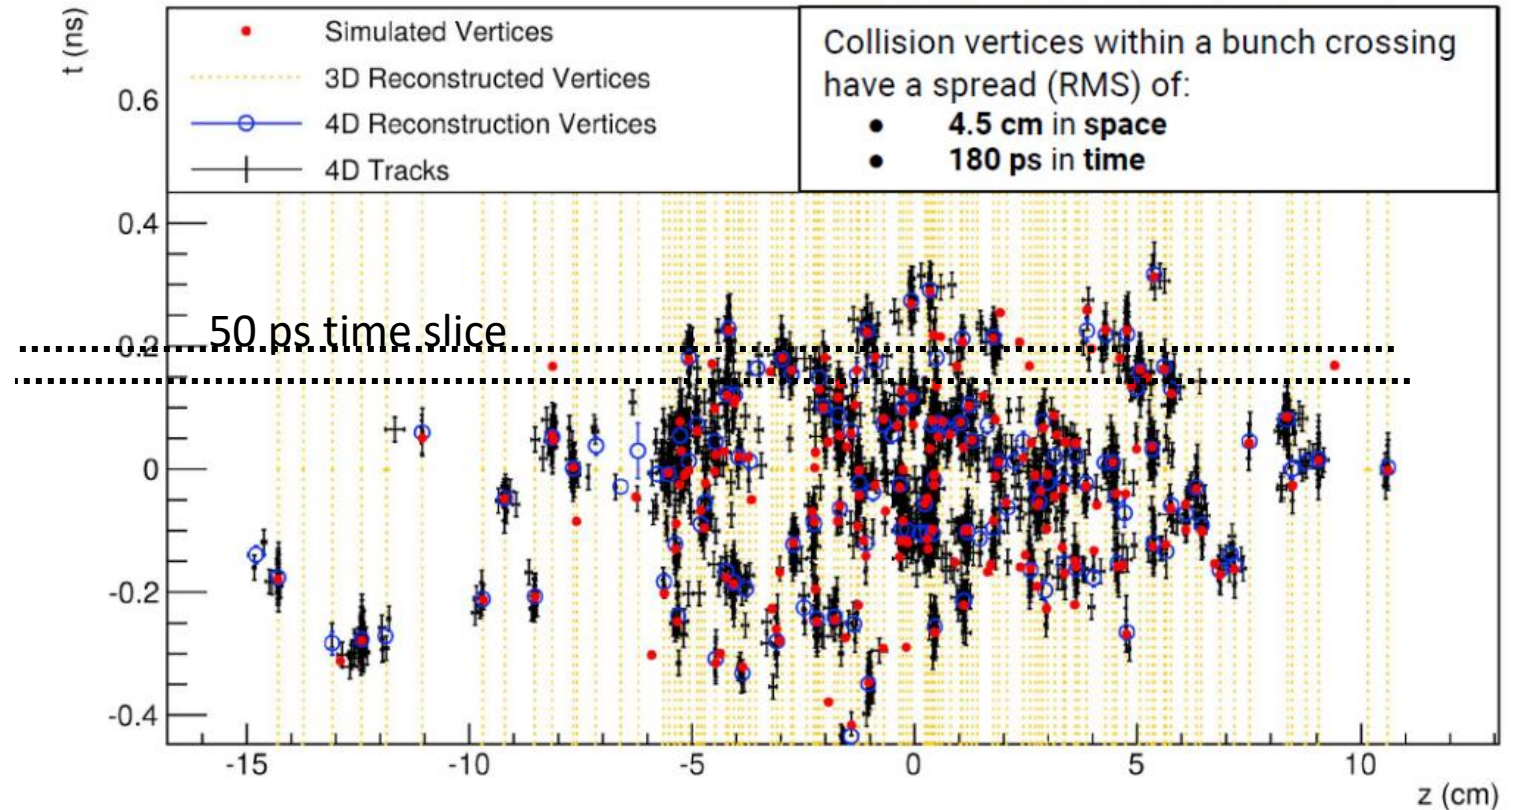 t (ns)
Simulated Vertices
3D Reconstructed Vertices
4D Reconstruction Vertices
4D Tracks
Collision vertices within a bunch crossing
have a spread (RMS) of:
● 4.5 cm in space
● 180 ps in time
0.6
0.4
50 ps time slice
0.2
0
-0.2
-0.4
-15 -10 -5 0 5 10
z (cm)